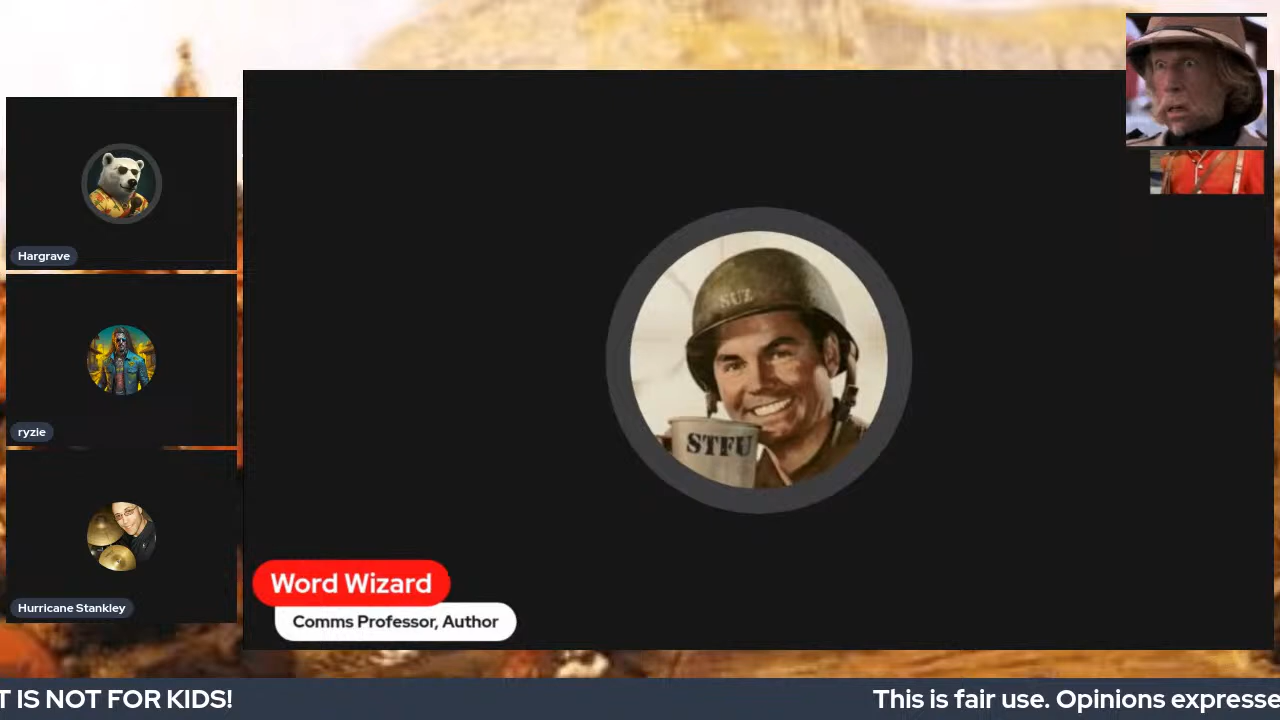 Hargrave
ryzie
Hurricane Stankley
SUZ
STFU
Word Wizard
Comms Professor, Author
T IS NOT FOR KIDS!
This is fair use. Opinions expresse